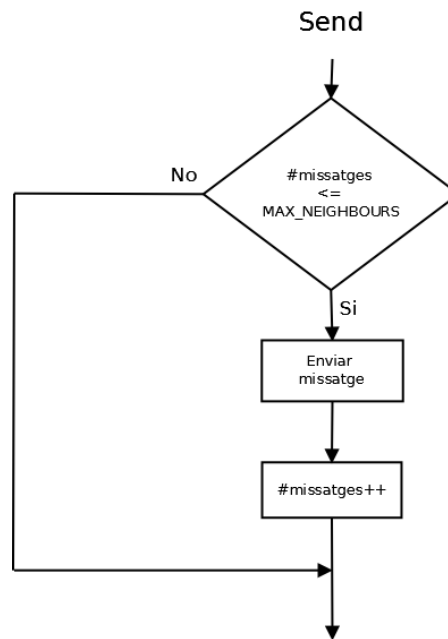 Send
No
#missatges
<=
MAX_NEIGHBOURS
Si
Enviar
missatge
#missatges++